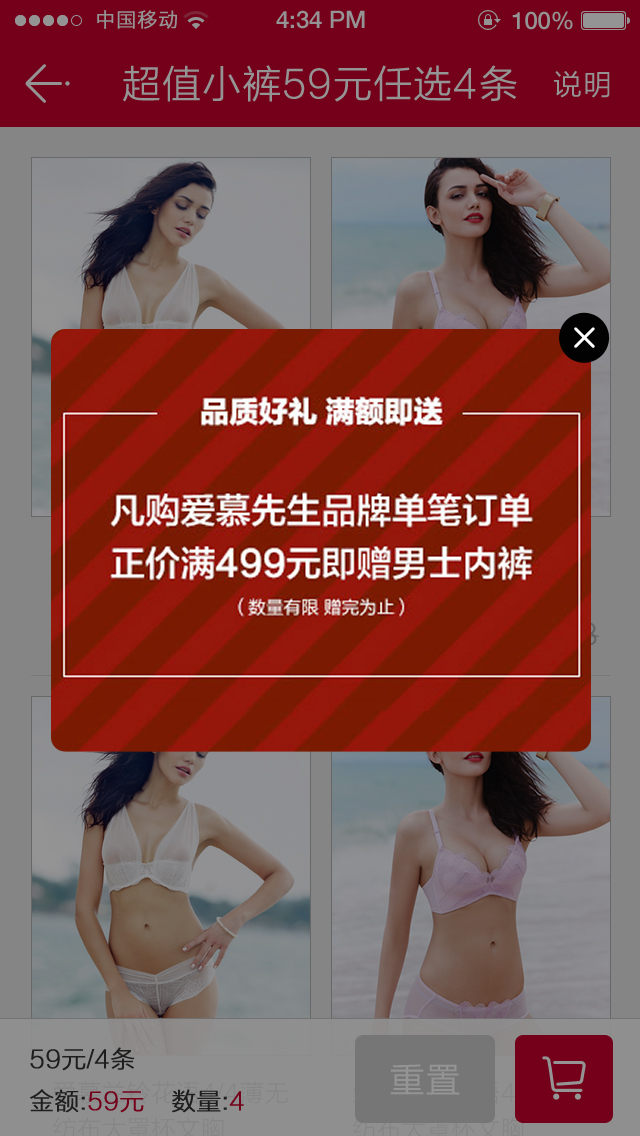 中国移动 4:34 PM 100%
超值小裤59元任选4条 说明
品质好礼 满额即送
凡购爱慕先生品牌单笔订单
正价满499元即赠男士内裤
（数量有限 赠完为止）
59元/4条
金额:59元 数量:4
重置